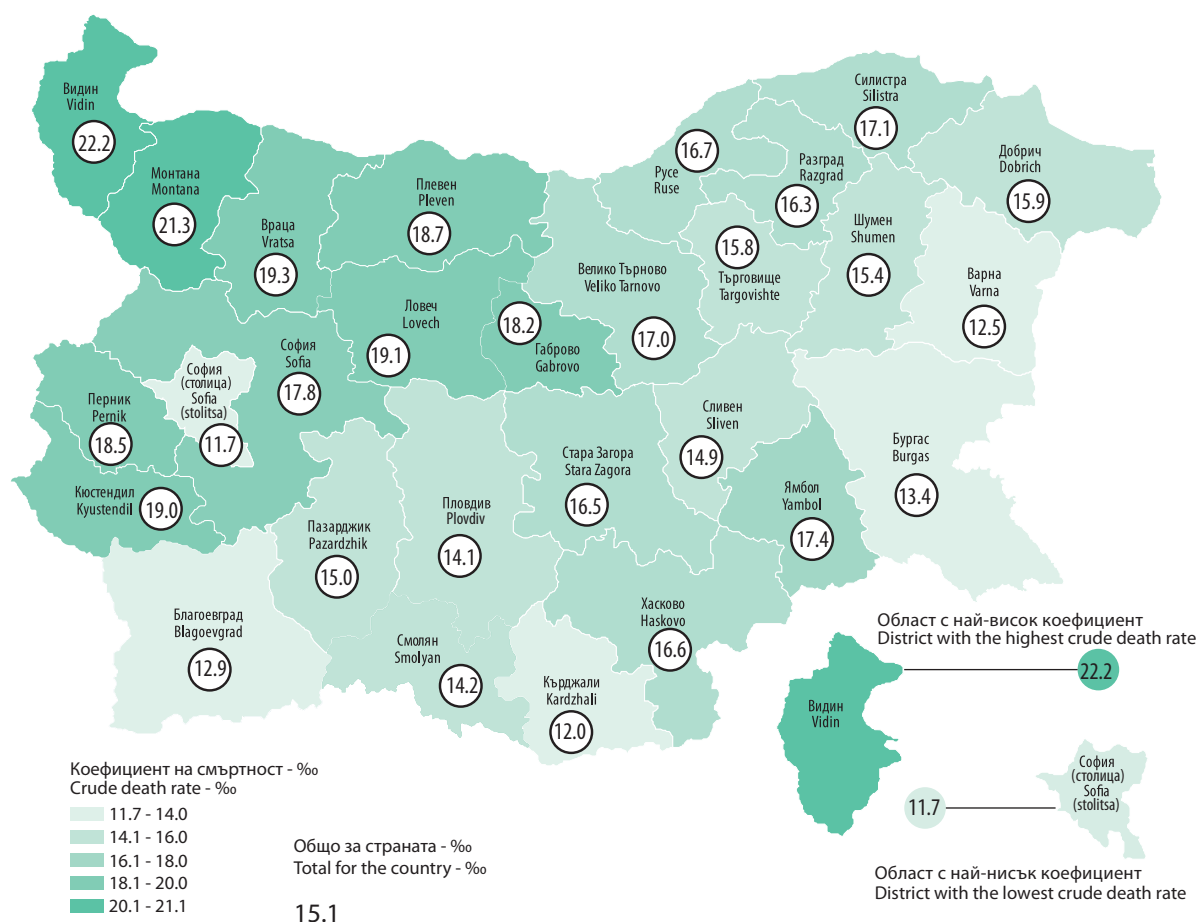 Видин
Vidin
22.2
Монтана
Montana
21.3
Враца
Vratsa
19.3
Плевен
Pleven
18.7
Ловеч
Lovech
19.1
18.2
Габрово
Gabrovo
Велико Търново
Veliko Tarnovo
17.0
16.7
Русе
Ruse
Силистра
Silistra
17.1
Разград
Razgrad
16.3
Добрич
Dobrich
15.9
15.8
Търговище
Targovishte
Шумен
Shumen
15.4
Варна
Varna
12.5
София
Sofia
17.8
София
(столица)
Sofia
(stolitsa)
11.7
Перник
Pernik
18.5
Кюстендил
Kyustendil
19.0
Благоевград
Blagoevgrad
12.9
Пазарджик
Pazardzhik
15.0
Пловдив
Plovdiv
14.1
Смолян
Smolyan
14.2
Стара Загора
Stara Zagora
16.5
Сливен
Sliven
14.9
Ямбол
Yambol
17.4
Бургас
Burgas
13.4
Хасково
Haskovo
16.6
Кърджали
Kardzhali
12.0
Област с най-висок коефициент
District with the highest crude death rate
22.2
Видин
Vidin
София
(столица)
Sofia
(stolitsa)
11.7
Област с най-нисък коефициент
District with the lowest crude death rate
Коефициент на смъртност - ‰
Crude death rate - ‰
11.7 - 14.0
14.1 - 16.0
16.1 - 18.0
18.1 - 20.0
20.1 - 21.1
Общо за страната - ‰
Total for the country - ‰
15.1